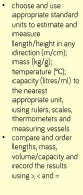 • choose and use
appropriate standard
units to estimate and
measure
length/height in any
direction (m/cm);
mass (kg/g);
temperature (°C);
capacity (litres/ml) to
the nearest
appropriate unit,
using rulers, scales,
thermometers and
measuring vessels
• compare and order
lengths, mass,
volume/capacity and
record the results
using >, < and =